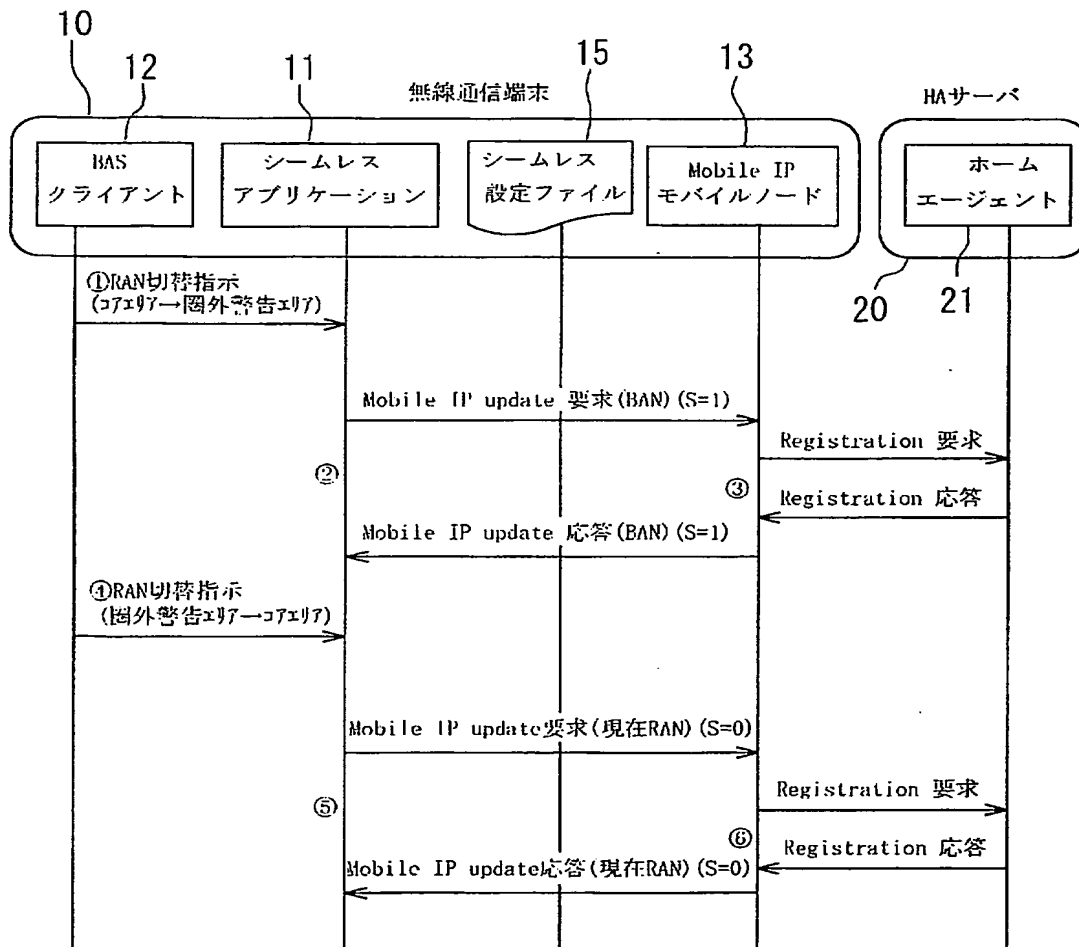 10
12
11
無線通信端末
15
13
HAサーバ
BAS
クライアント
シームレス
アプリケーション
シームレス
設定ファイル
Mobile IP
モバイルノード
ホーム
エージェント
20
21
①RAN切替指示
(コアエリア→圏外警告エリア)
Mobile IP update 要求(BAN)(S=1)
Registration 要求
②
③
Registration 応答
Mobile IP update 応答(BAN)(S=1)
④RAN切替指示
(圏外警告エリア→コアエリア)
Mobile IP update要求(現在RAN)(S=0)
Registration 要求
⑤
⑥
Registration 応答
Mobile IP update応答(現在RAN)(S=0)